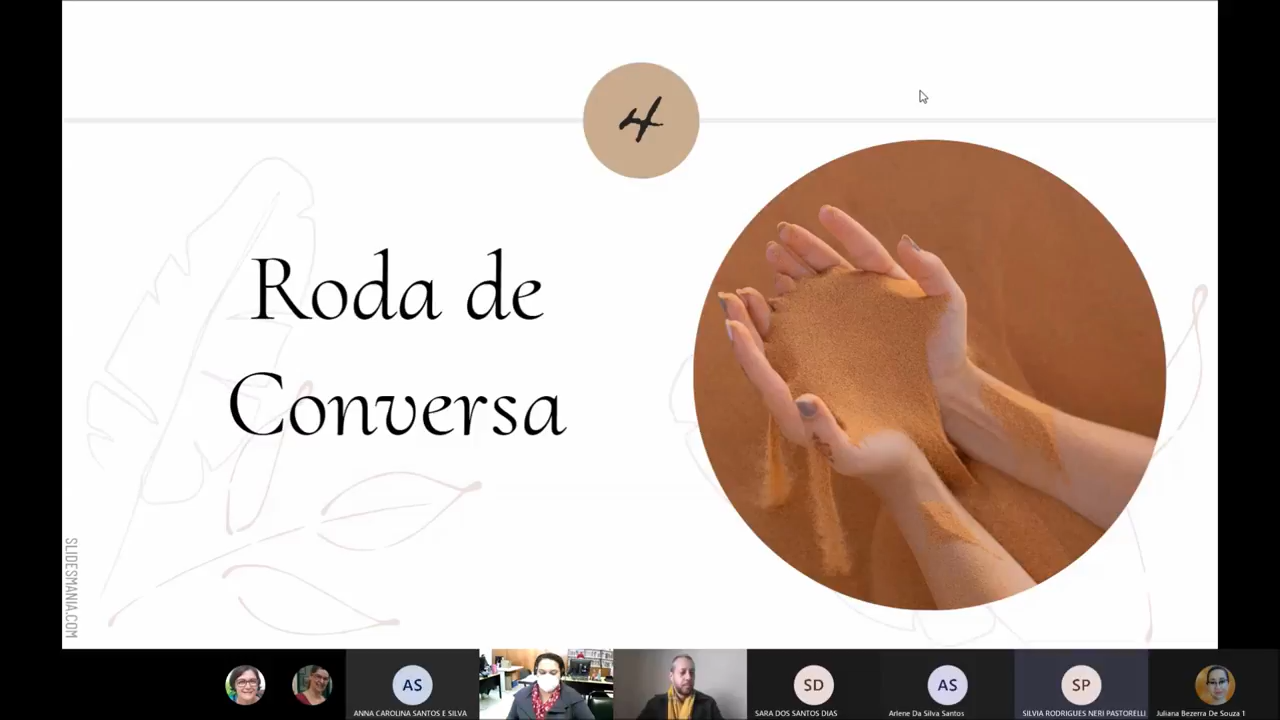 4
Roda de
Conversa
SLIDESMANIA.COM
AS
SD
AS
SP
ANNA CAROLINA SANTOS E SILVA
SARA DOS SANTOS DIAS
Arlene Da Silva Santos
SILVIA RODRIGUES NERI PASTORELLI
Juliana Bezerra De Souza 1